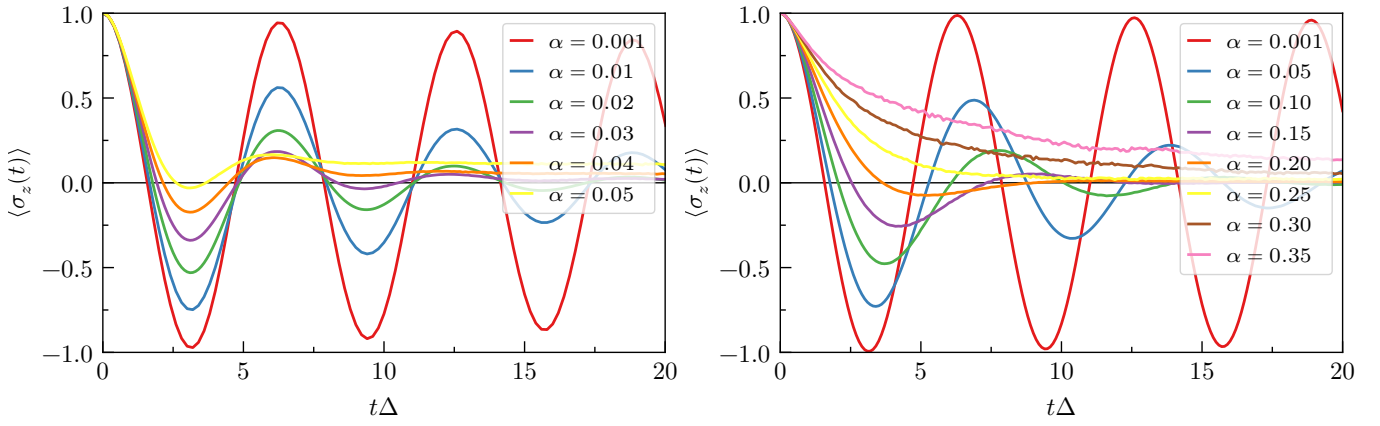 1.0
0.5
0.0
−0.5
−1.0
⟨σz(t)⟩
0
5
10
15
20
tΔ
α = 0.001
α = 0.01
α = 0.02
α = 0.03
α = 0.04
α = 0.05
1.0
0.5
0.0
−0.5
−1.0
⟨σz(t)⟩
0
5
10
15
20
tΔ
α = 0.001
α = 0.05
α = 0.10
α = 0.15
α = 0.20
α = 0.25
α = 0.30
α = 0.35